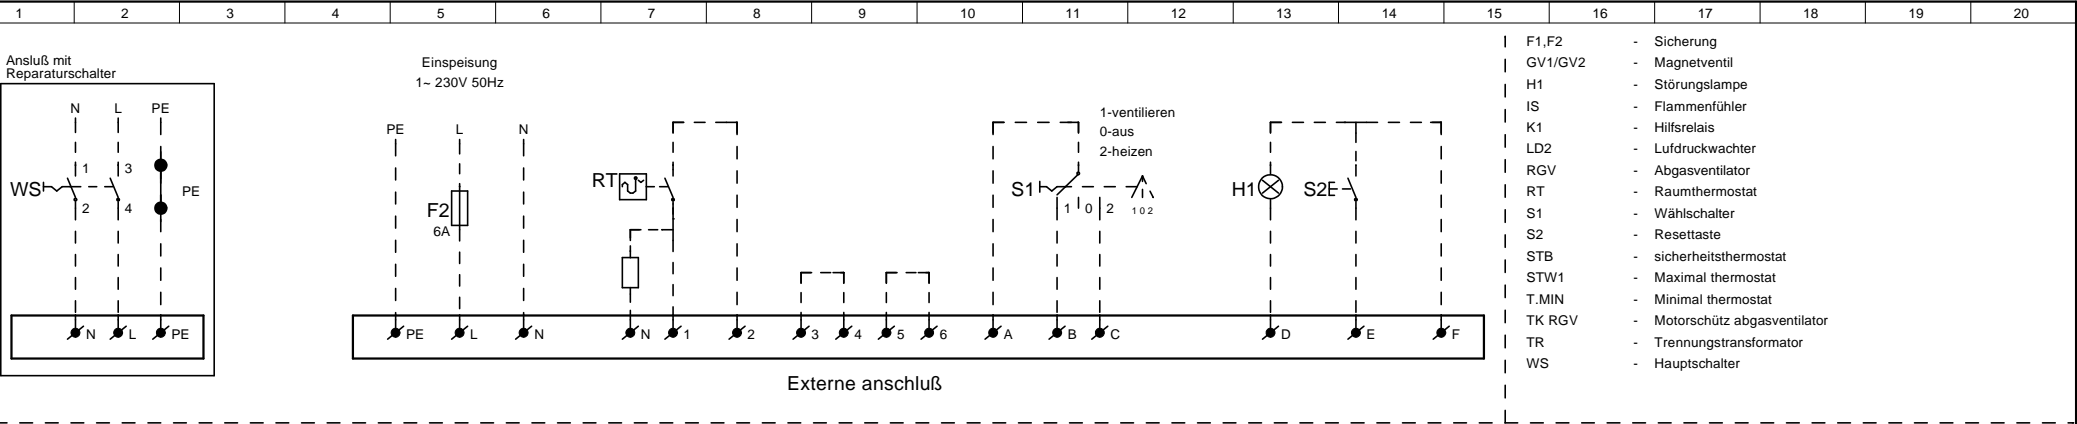 1 2 3 4 5 6 7 8 9 10 11 12 13 14 15 16 17 18 19 20
Ansluß mit
Reparaturschalter
N L PE
1 3
WS PE
2 4
N L PE
Einspeisung
1~ 230V 50Hz
PE L N
F2
6A
RT
1-ventilieren
0-aus
2-heizen
S1
1 0 2
1 0 2
H1 S2
PE L N N 1 2 3 4 5 6 A B C D E F
Externe anschluß
F1,F2 - Sicherung
GV1/GV2 - Magnetventil
H1 - Störungslampe
IS - Flammenfühler
K1 - Hilfsrelais
LD2 - Lufdruckwachter
RGV - Abgasventilator
RT - Raumthermostat
S1 - Wählschalter
S2 - Resettaste
STB - sicherheitsthermostat
STW1 - Maximal thermostat
T.MIN - Minimal thermostat
TK RGV - Motorschütz abgasventilator
TR - Trennungstransformator
WS - Hauptschalter